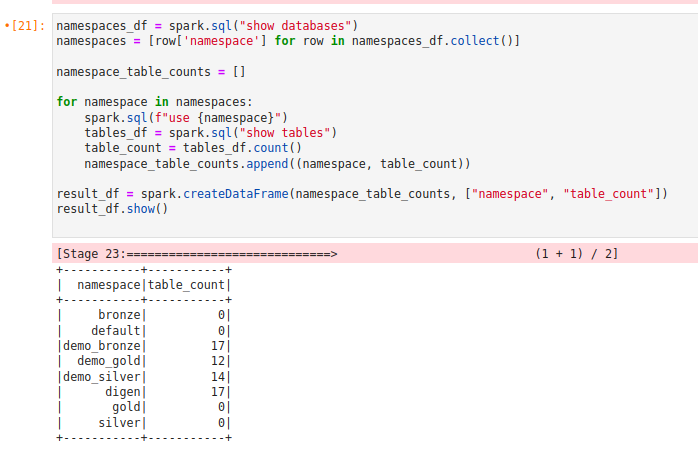 •[21]:
namespaces_df = spark.sql("show databases")
namespaces = [row['namespace'] for row in namespaces_df.collect()]

namespace_table_counts = []

for namespace in namespaces:
    spark.sql(f"use {namespace}")
    tables_df = spark.sql("show tables")
    table_count = tables_df.count()
    namespace_table_counts.append((namespace, table_count))

result_df = spark.createDataFrame(namespace_table_counts, ["namespace", "table_count"])
result_df.show()

[Stage 23:=============================>                            (1 + 1) / 2]
+-----------+-----------+
|  namespace|table_count|
+-----------+-----------+
|     bronze|          0|
|    default|          0|
|demo_bronze|         17|
|  demo_gold|         12|
|demo_silver|         14|
|      digen|         17|
|       gold|          0|
|     silver|          0|
+-----------+-----------+